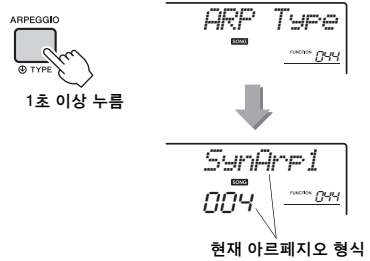 ARPEGGIO
TYPE
1초 이상 누름
ARP Type
SONG
FUNCTION 044
SynArp1
SONG
004
FUNCTION 044
현재 아르페지오 형식